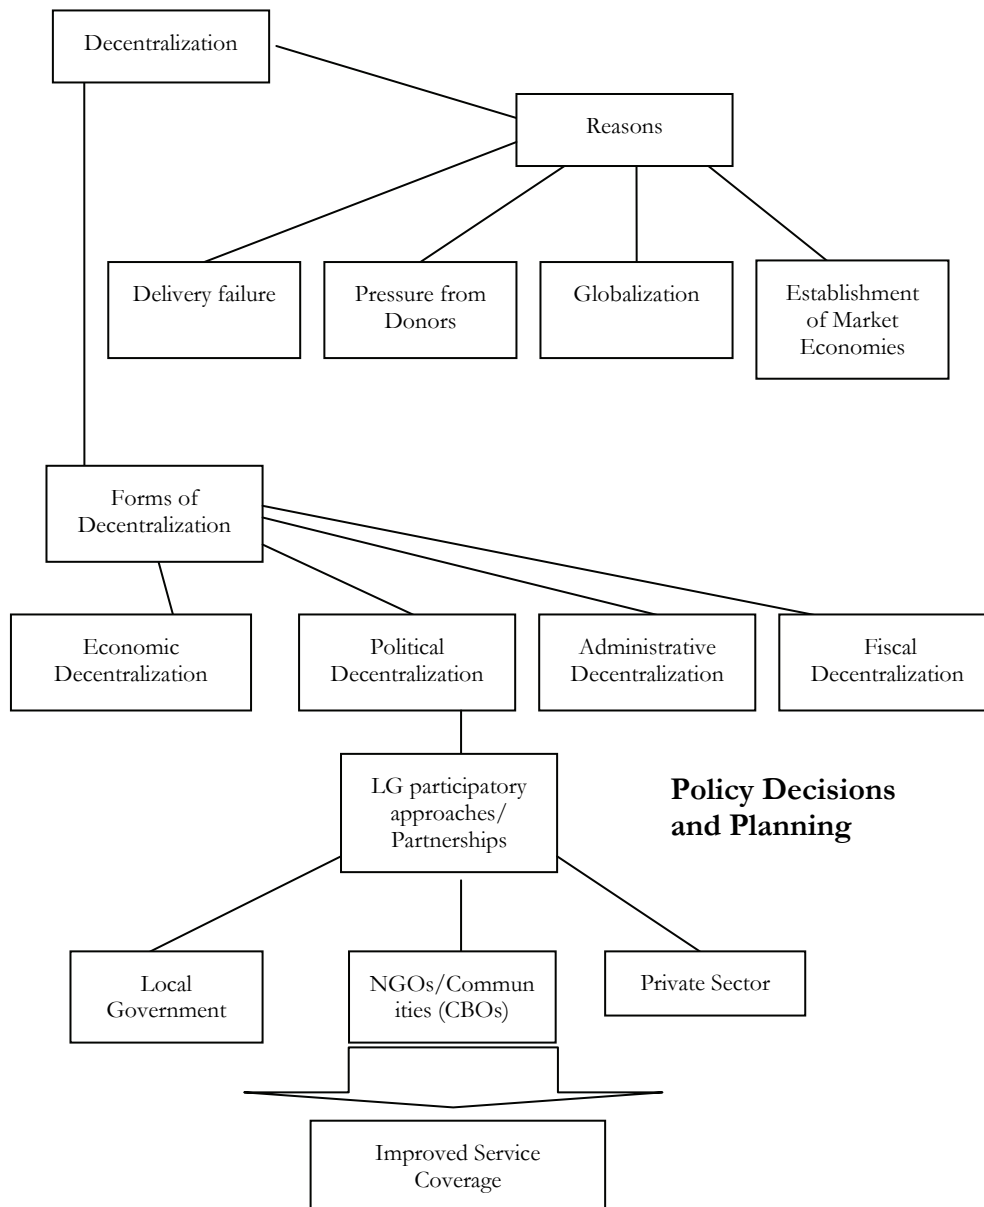 Decentralization
Reasons
Delivery failure
Pressure from
Donors
Globalization
Establishment
of Market
Economies
Forms of
Decentralization
Economic
Decentralization
Political
Decentralization
Administrative
Decentralization
Fiscal
Decentralization
LG participatory
approaches/
Partnerships
Policy Decisions
and Planning
Local
Government
NGOs/Commun
ities (CBOs)
Private Sector
Improved Service
Coverage